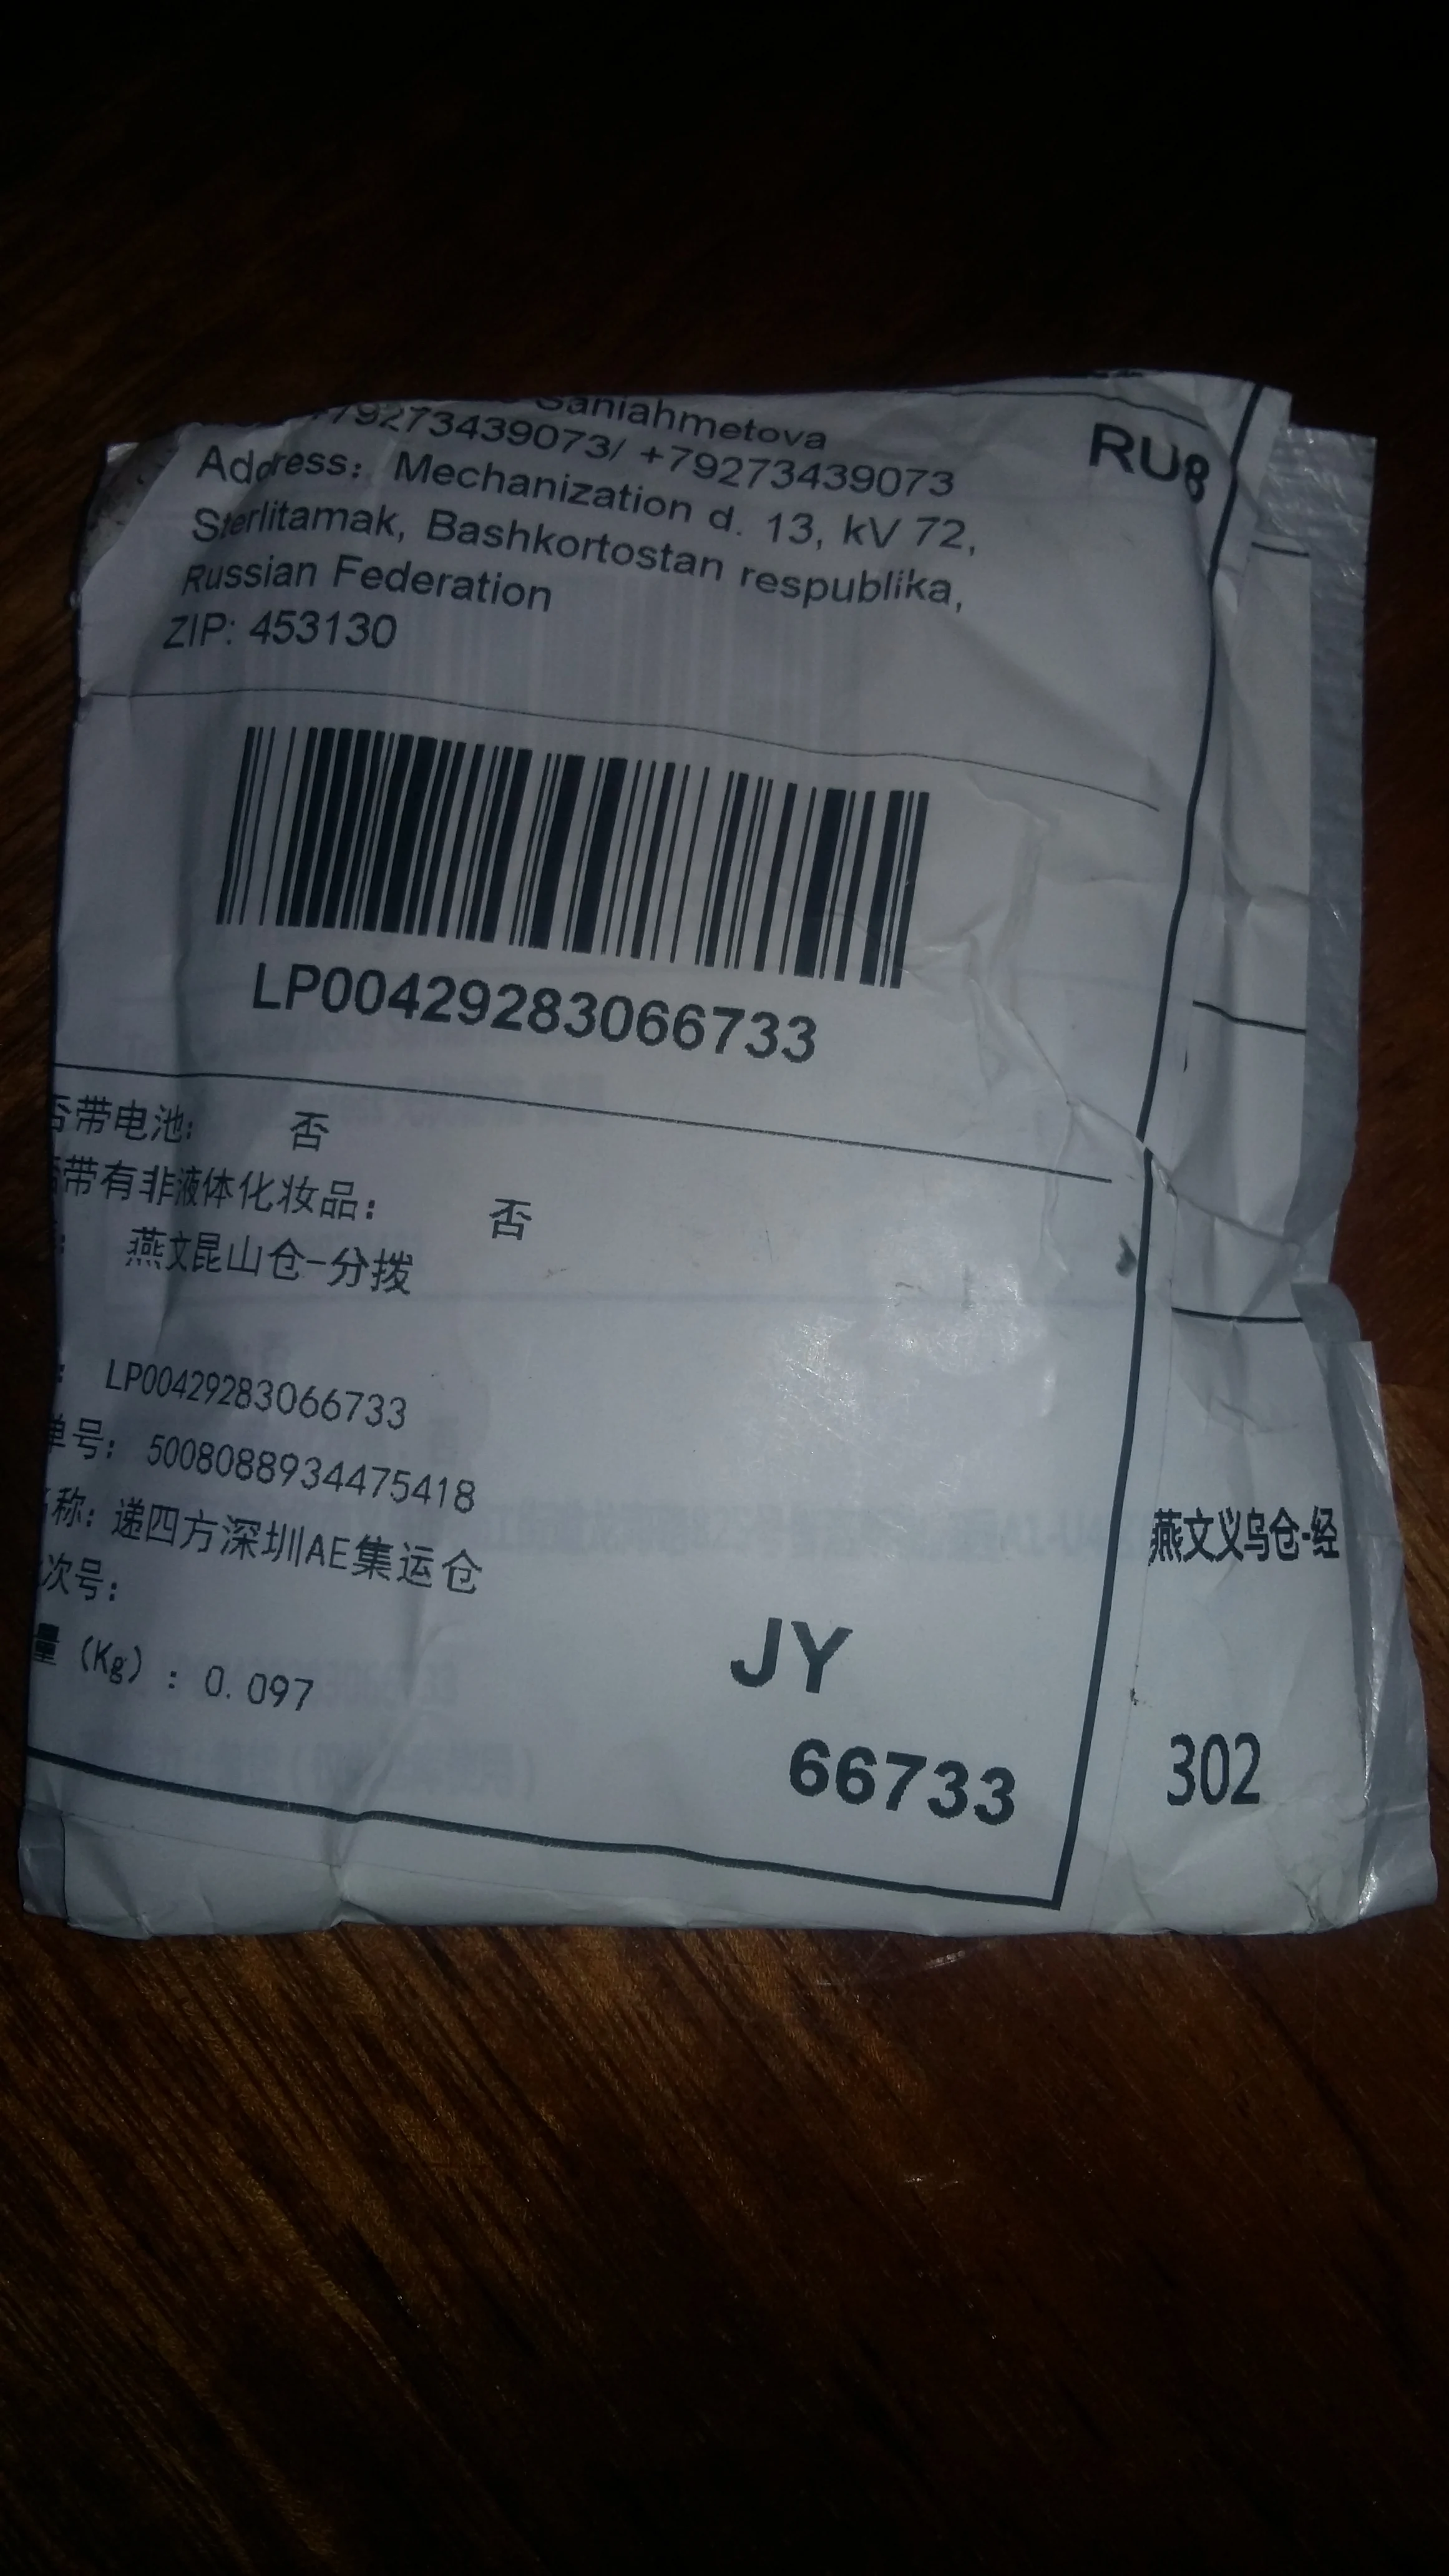 Saniahmetova
+79273439073/ +79273439073
RU8
Address: Mechanization d. 13, kV 72,
Sterlitamak, Bashkortostan respublika,
Russian Federation
ZIP: 453130
LP00429283066733
否带电池: 否
带有非液体化妆品: 否
燕文昆山仓-分拨
LP00429283066733
单号: 5008088934475418
称: 递四方深圳AE集运仓
燕文义乌仓-经
次号:
量 (Kg) : 0.097
JY
66733
302